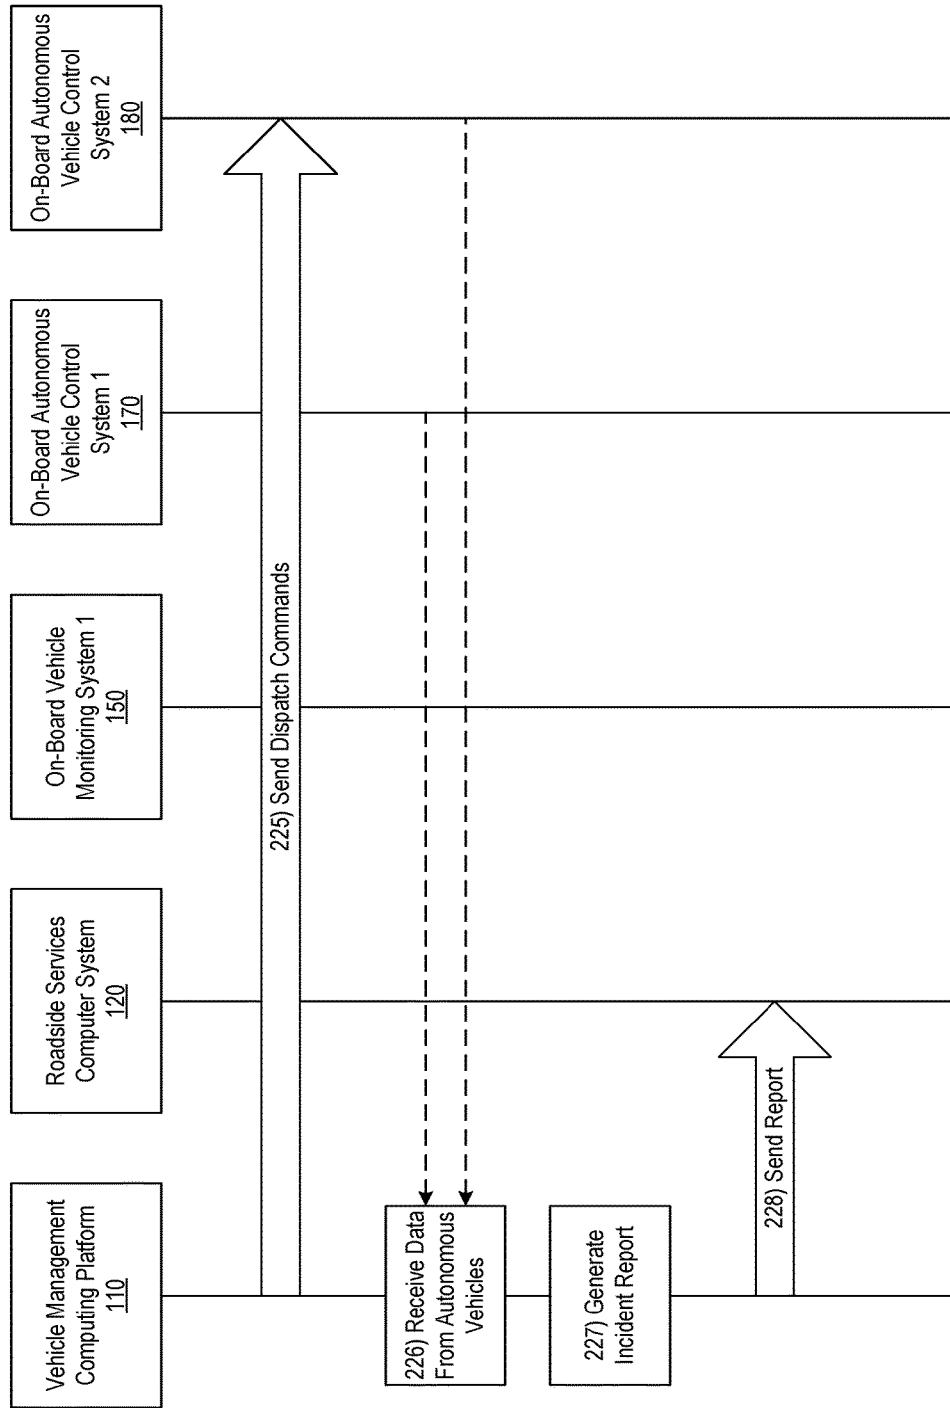 Vehicle Management
Computing Platform
110
Roadside Services
Computer System
120
On-Board Vehicle
Monitoring System 1
150
On-Board Autonomous
Vehicle Control
System 1
170
On-Board Autonomous
Vehicle Control
System 2
180
225) Send Dispatch Commands
226) Receive Data
From Autonomous
Vehicles
227) Generate
Incident Report
228) Send Report